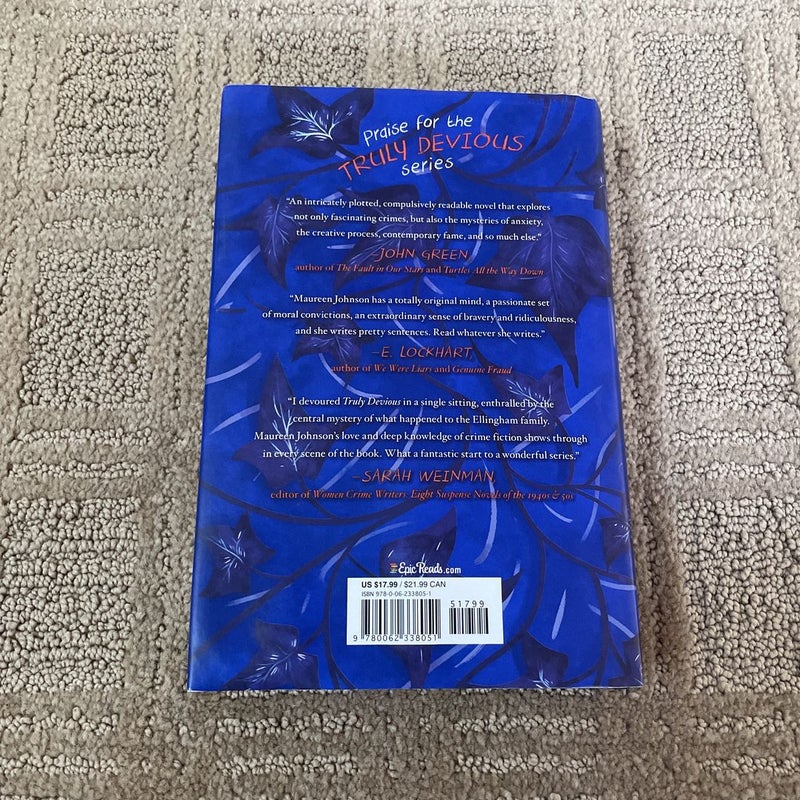 Praise for the
TRULY DEVIOUS
series
"An intricately plotted, compulsively readable novel that explores
not only fascinating crimes, but also the mysteries of anxiety,
the creative process, contemporary fame, and so much else."
—JOHN GREEN,
author of The Fault in Our Stars and Turtles All the Way Down
"Maureen Johnson has a totally original mind, a passionate set
of moral convictions, an extraordinary sense of bravery and ridiculousness,
and she writes pretty sentences. Read whatever she writes."
—E. LOCKHART,
author of We Were Liars and Genuine Fraud
"I devoured Truly Devious in a single sitting, enthralled by the
central mystery of what happened to the Ellingham family.
Maureen Johnson's love and deep knowledge of crime fiction shows through
in every scene of the book. What a fantastic start to a wonderful series."
—SARAH WEINMAN,
editor of Women Crime Writers: Eight Suspense Novels of the 1940s & 50s
EpicReads.com
US $17.99 / $21.99 CAN
ISBN 978-0-06-233805-1
51799
9 780062 338051